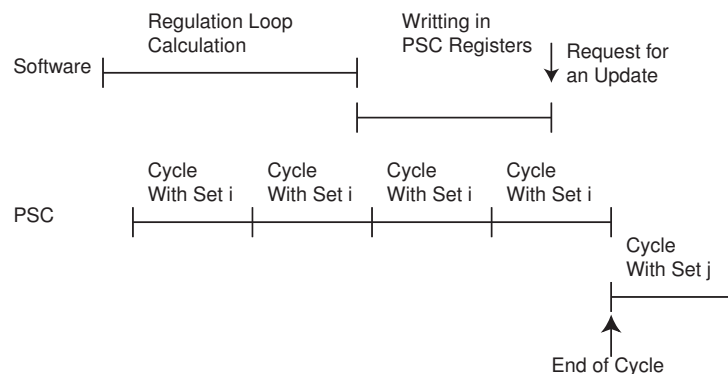 Regulation Loop
Calculation
Writting in
PSC Registers
Request for
an Update
Software
Cycle
With Set i
Cycle
With Set i
Cycle
With Set i
Cycle
With Set i
PSC
Cycle
With Set j
End of Cycle